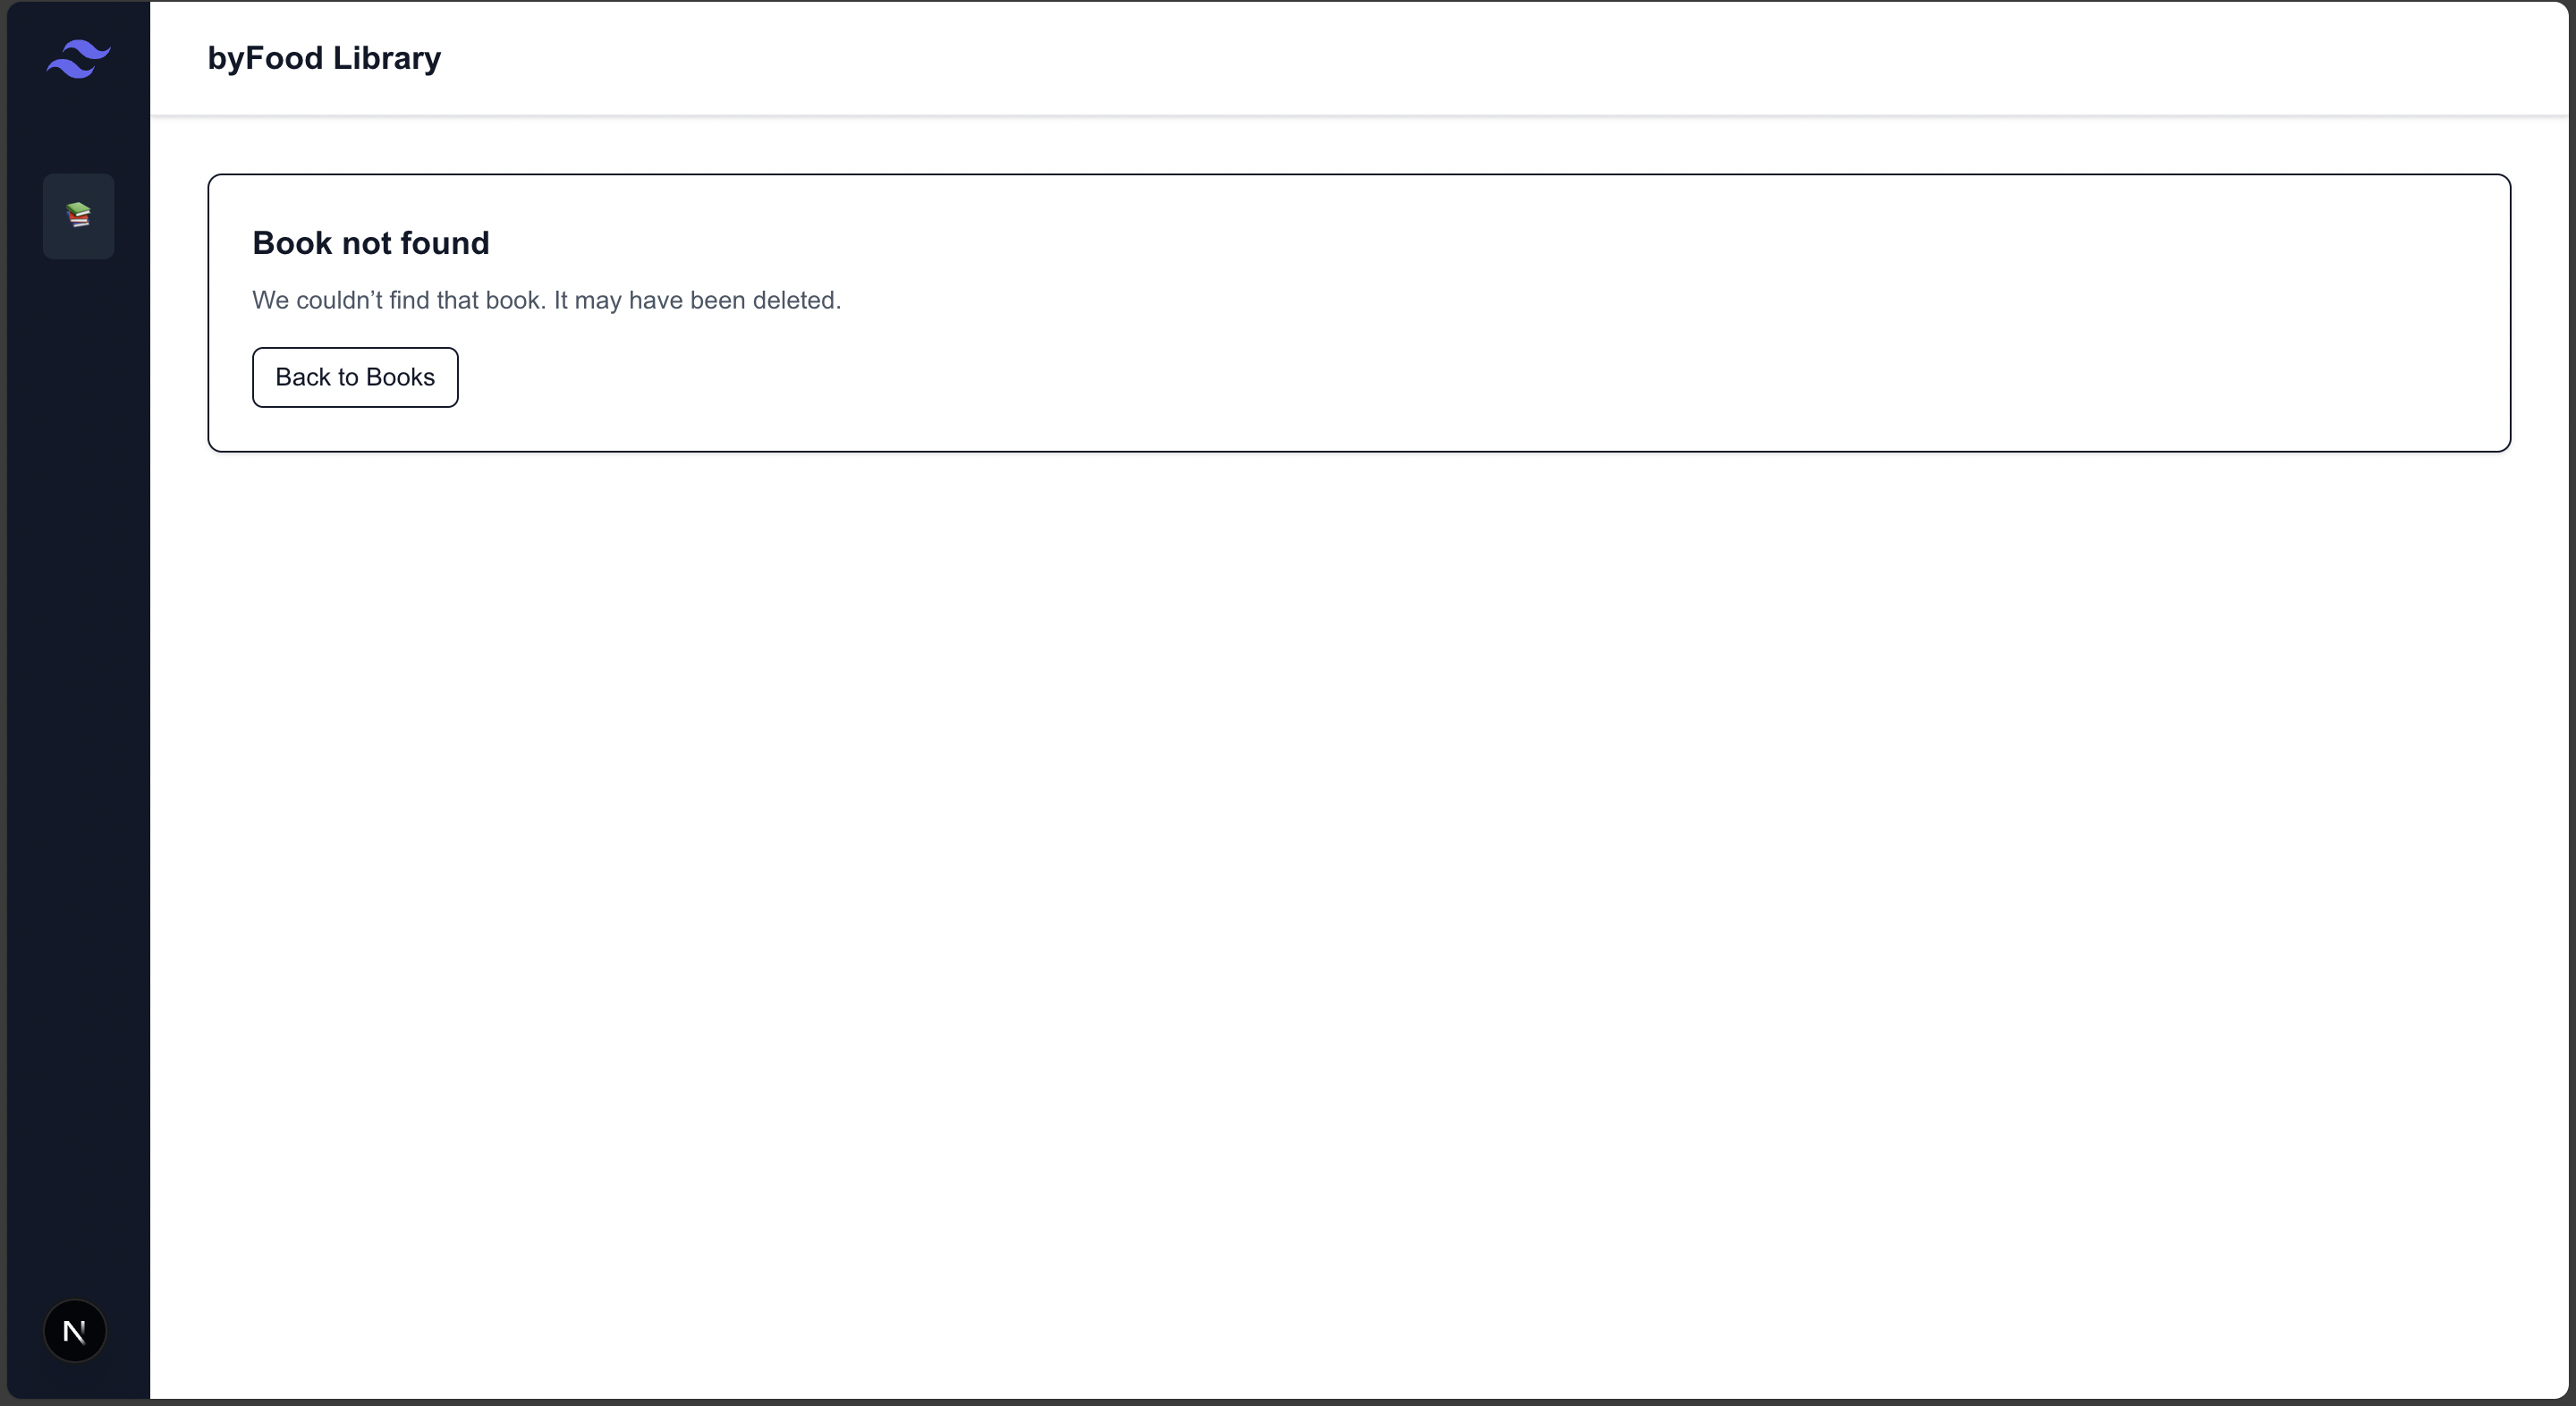 byFood Library
Book not found
We couldn’t find that book. It may have been deleted.
Back to Books
N